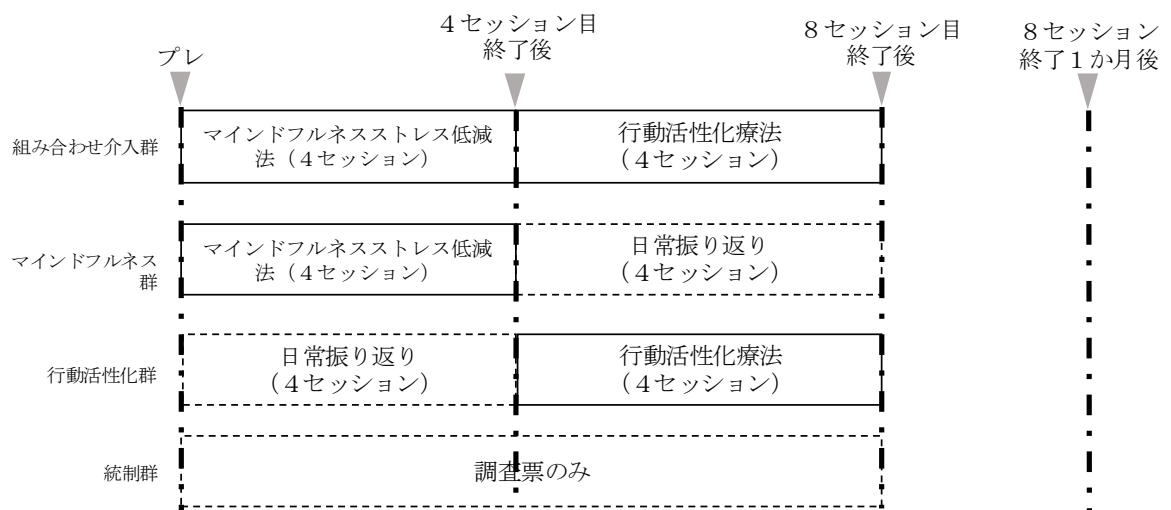 プレ
４セッション目
終了後
８セッション目
終了後
８セッション
終了１か月後
組み合わせ介入群
マインドフルネスストレス低減
法（４セッション）
行動活性化療法
（４セッション）
マインドフルネス
群
マインドフルネスストレス低減
法（４セッション）
日常振り返り
（４セッション）
行動活性化群
日常振り返り
（４セッション）
行動活性化療法
（４セッション）
統制群
調査票のみ